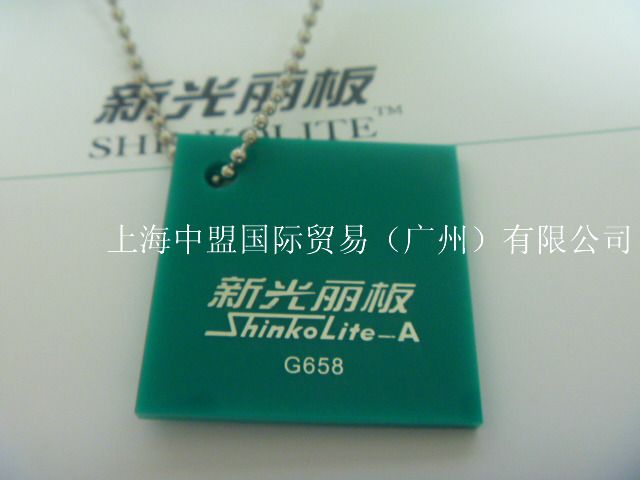 新光丽板
SHINKOLITE™
上海中盟国际贸易（广州）有限公司
新光丽板
ShinkoLite-A
G658